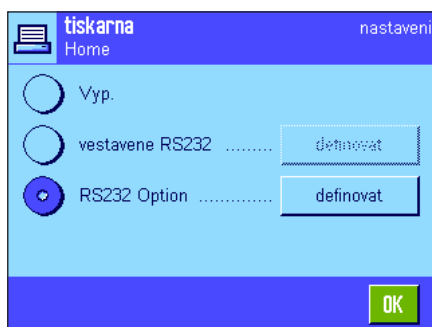 tiskarna nastaveni
Home
Vyp.
vestavene RS232 ......... definovat
RS232 Option .............. definovat
OK